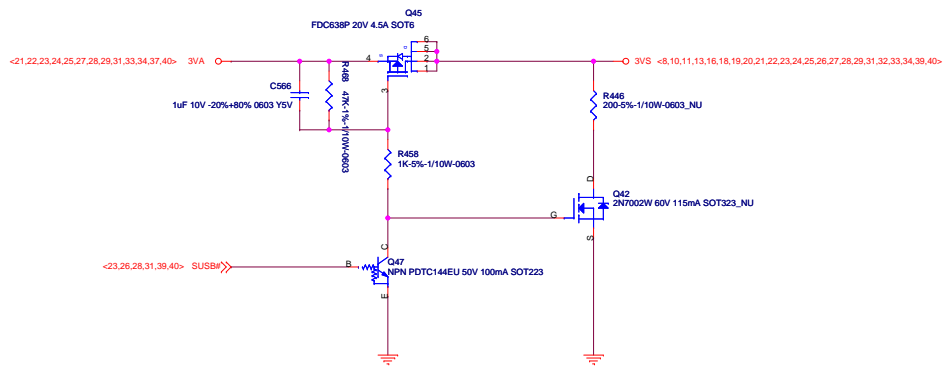 Q45
FDC638P 20V 4.5A SOT6
6
5
2
1
4
<21,22,23,24,25,27,28,29,31,33,34,37,40> 3VA
3VS <8,10,11,13,16,18,19,20,21,22,23,24,25,26,27,28,29,31,32,33,34,39,40>
R468 47K-1%-1/10W-0603
C566
1uF 10V -20%+80% 0603 Y5V
3
R446
200-5%-1/10W-0603_NU
R458
1K-5%-1/10W-0603
D
Q42
2N7002W 60V 115mA SOT323_NU
G
S
C
<23,26,28,31,39,40> SUSB#
B
Q47
NPN PDTC144EU 50V 100mA SOT223
E